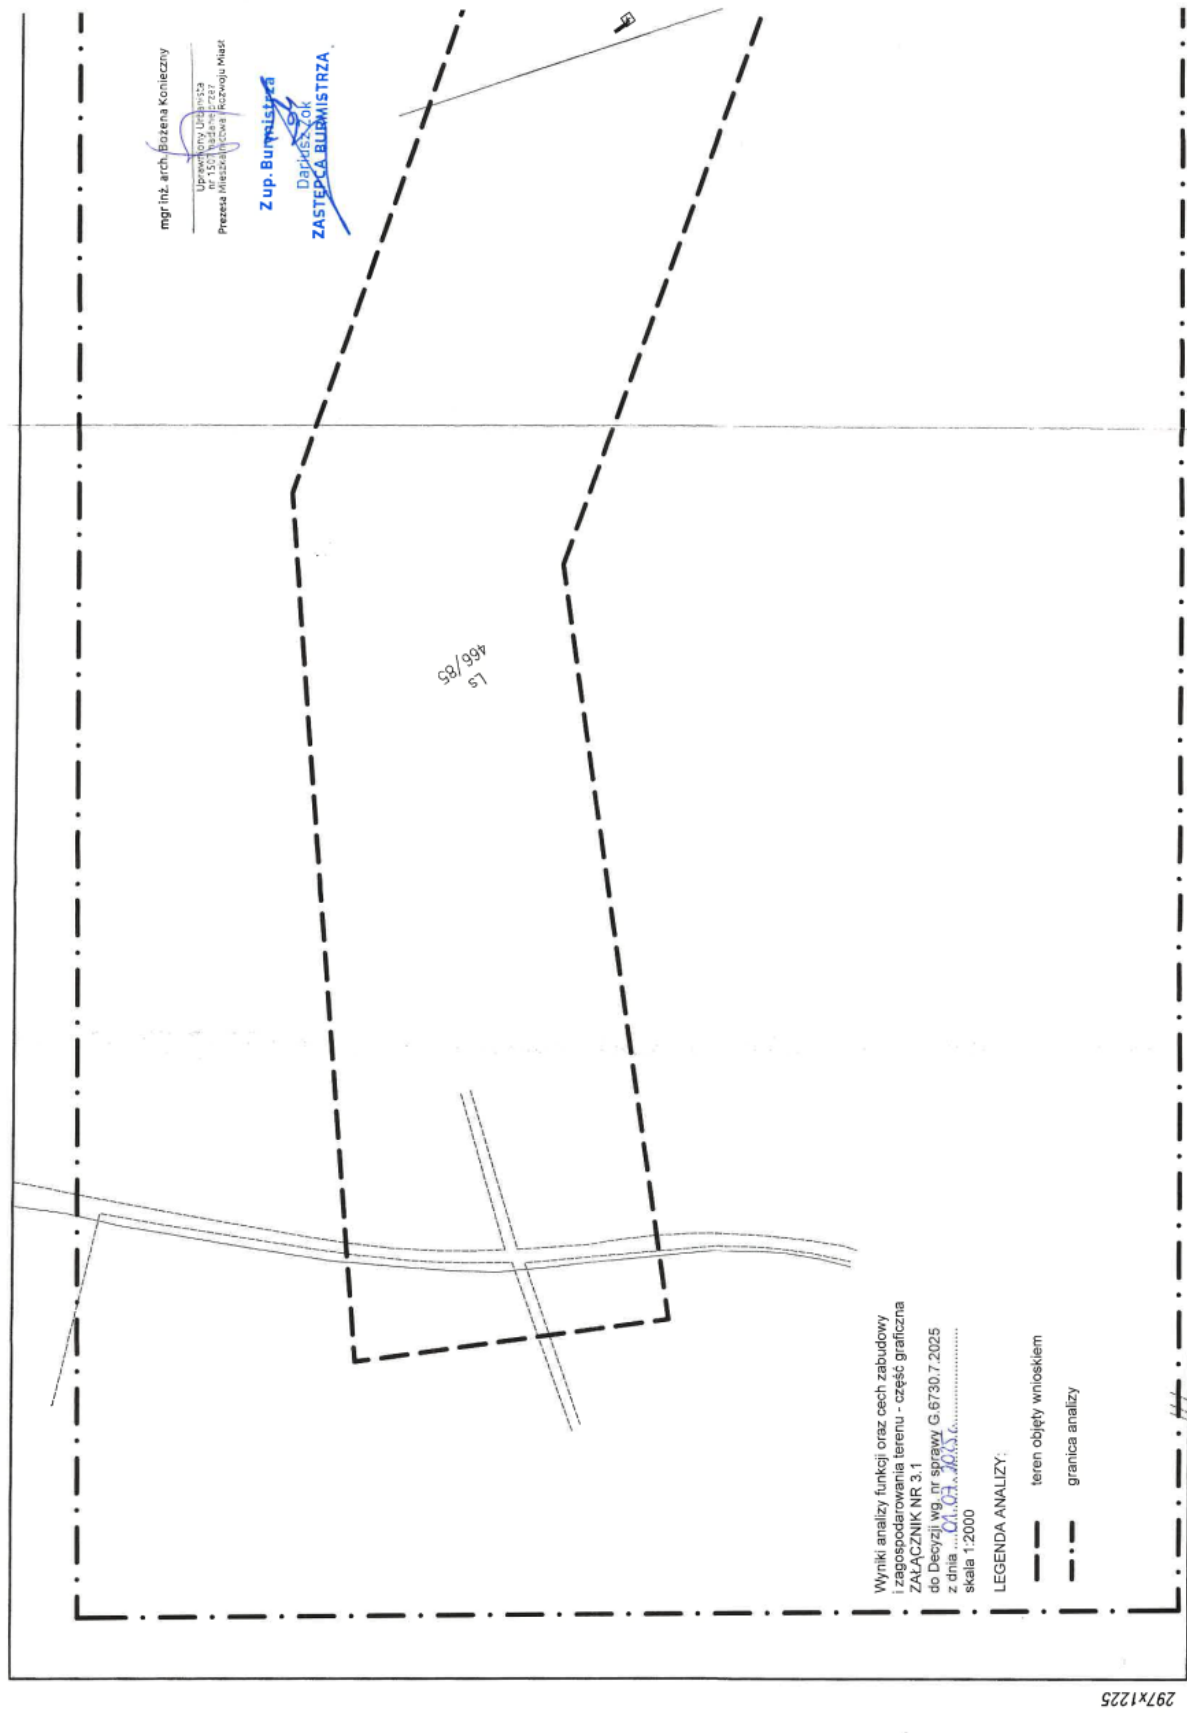 mgr inż. arch. Bożena Konieczny
Uprawniony Urbanista
nr 1507 nadane przez
Prezesa Mieszkalnictwa i Rozwoju Miast
Z up. Burmistrza
Dariusz Żok
ZASTĘPCA BURMISTRZA
Ls
466/85
Wyniki analizy funkcji oraz cech zabudowy
i zagospodarowania terenu - część graficzna
ZAŁĄCZNIK NR 3.1
do Decyzji wg. nr sprawy G.6730.7.2025
z dnia ....01.07.2025r.
skala 1:2000
LEGENDA ANALIZY:
teren objęty wnioskiem
granica analizy
297x1225